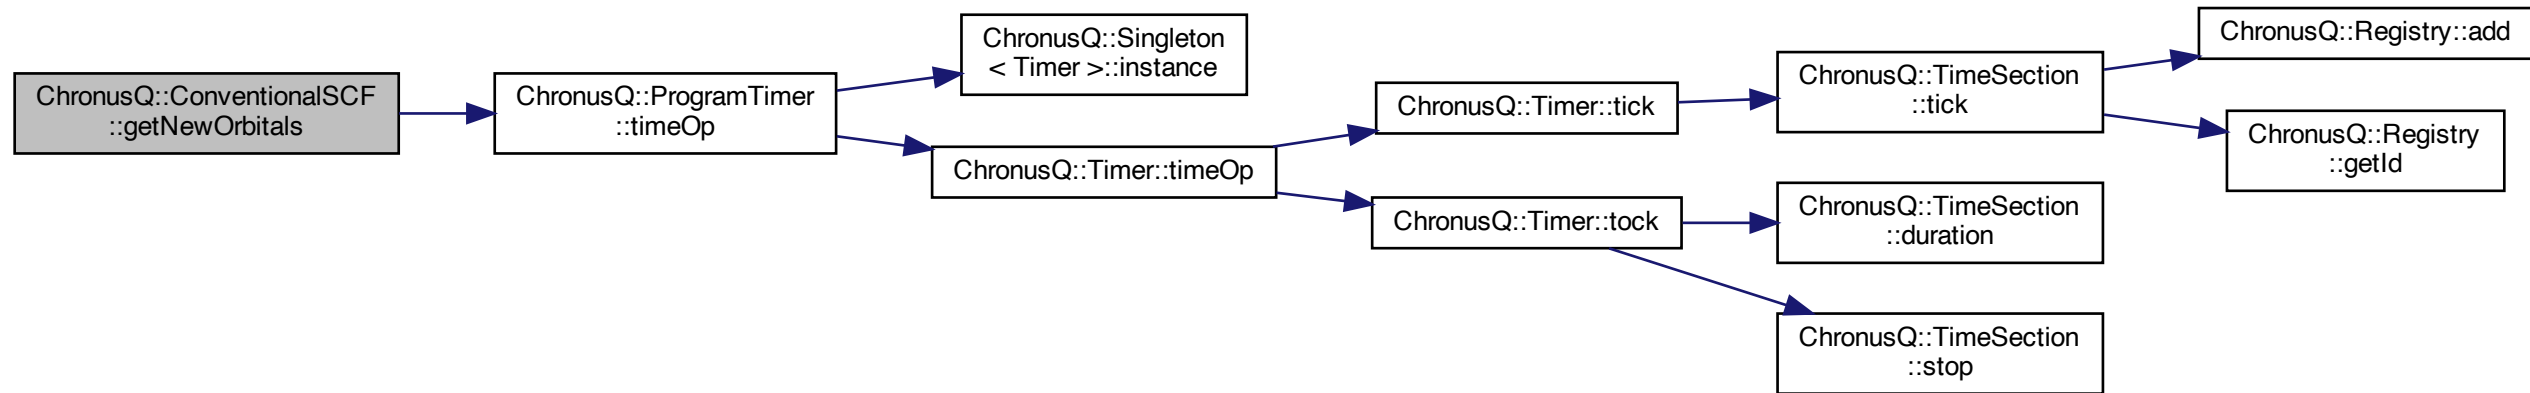 ChronusQ::ConventionalSCF
::getNewOrbitals
ChronusQ::ProgramTimer
::timeOp
ChronusQ::Singleton
< Timer >::instance
ChronusQ::Timer::timeOp
ChronusQ::Timer::tick
ChronusQ::Timer::tock
ChronusQ::TimeSection
::tick
ChronusQ::TimeSection
::duration
ChronusQ::TimeSection
::stop
ChronusQ::Registry::add
ChronusQ::Registry
::getId